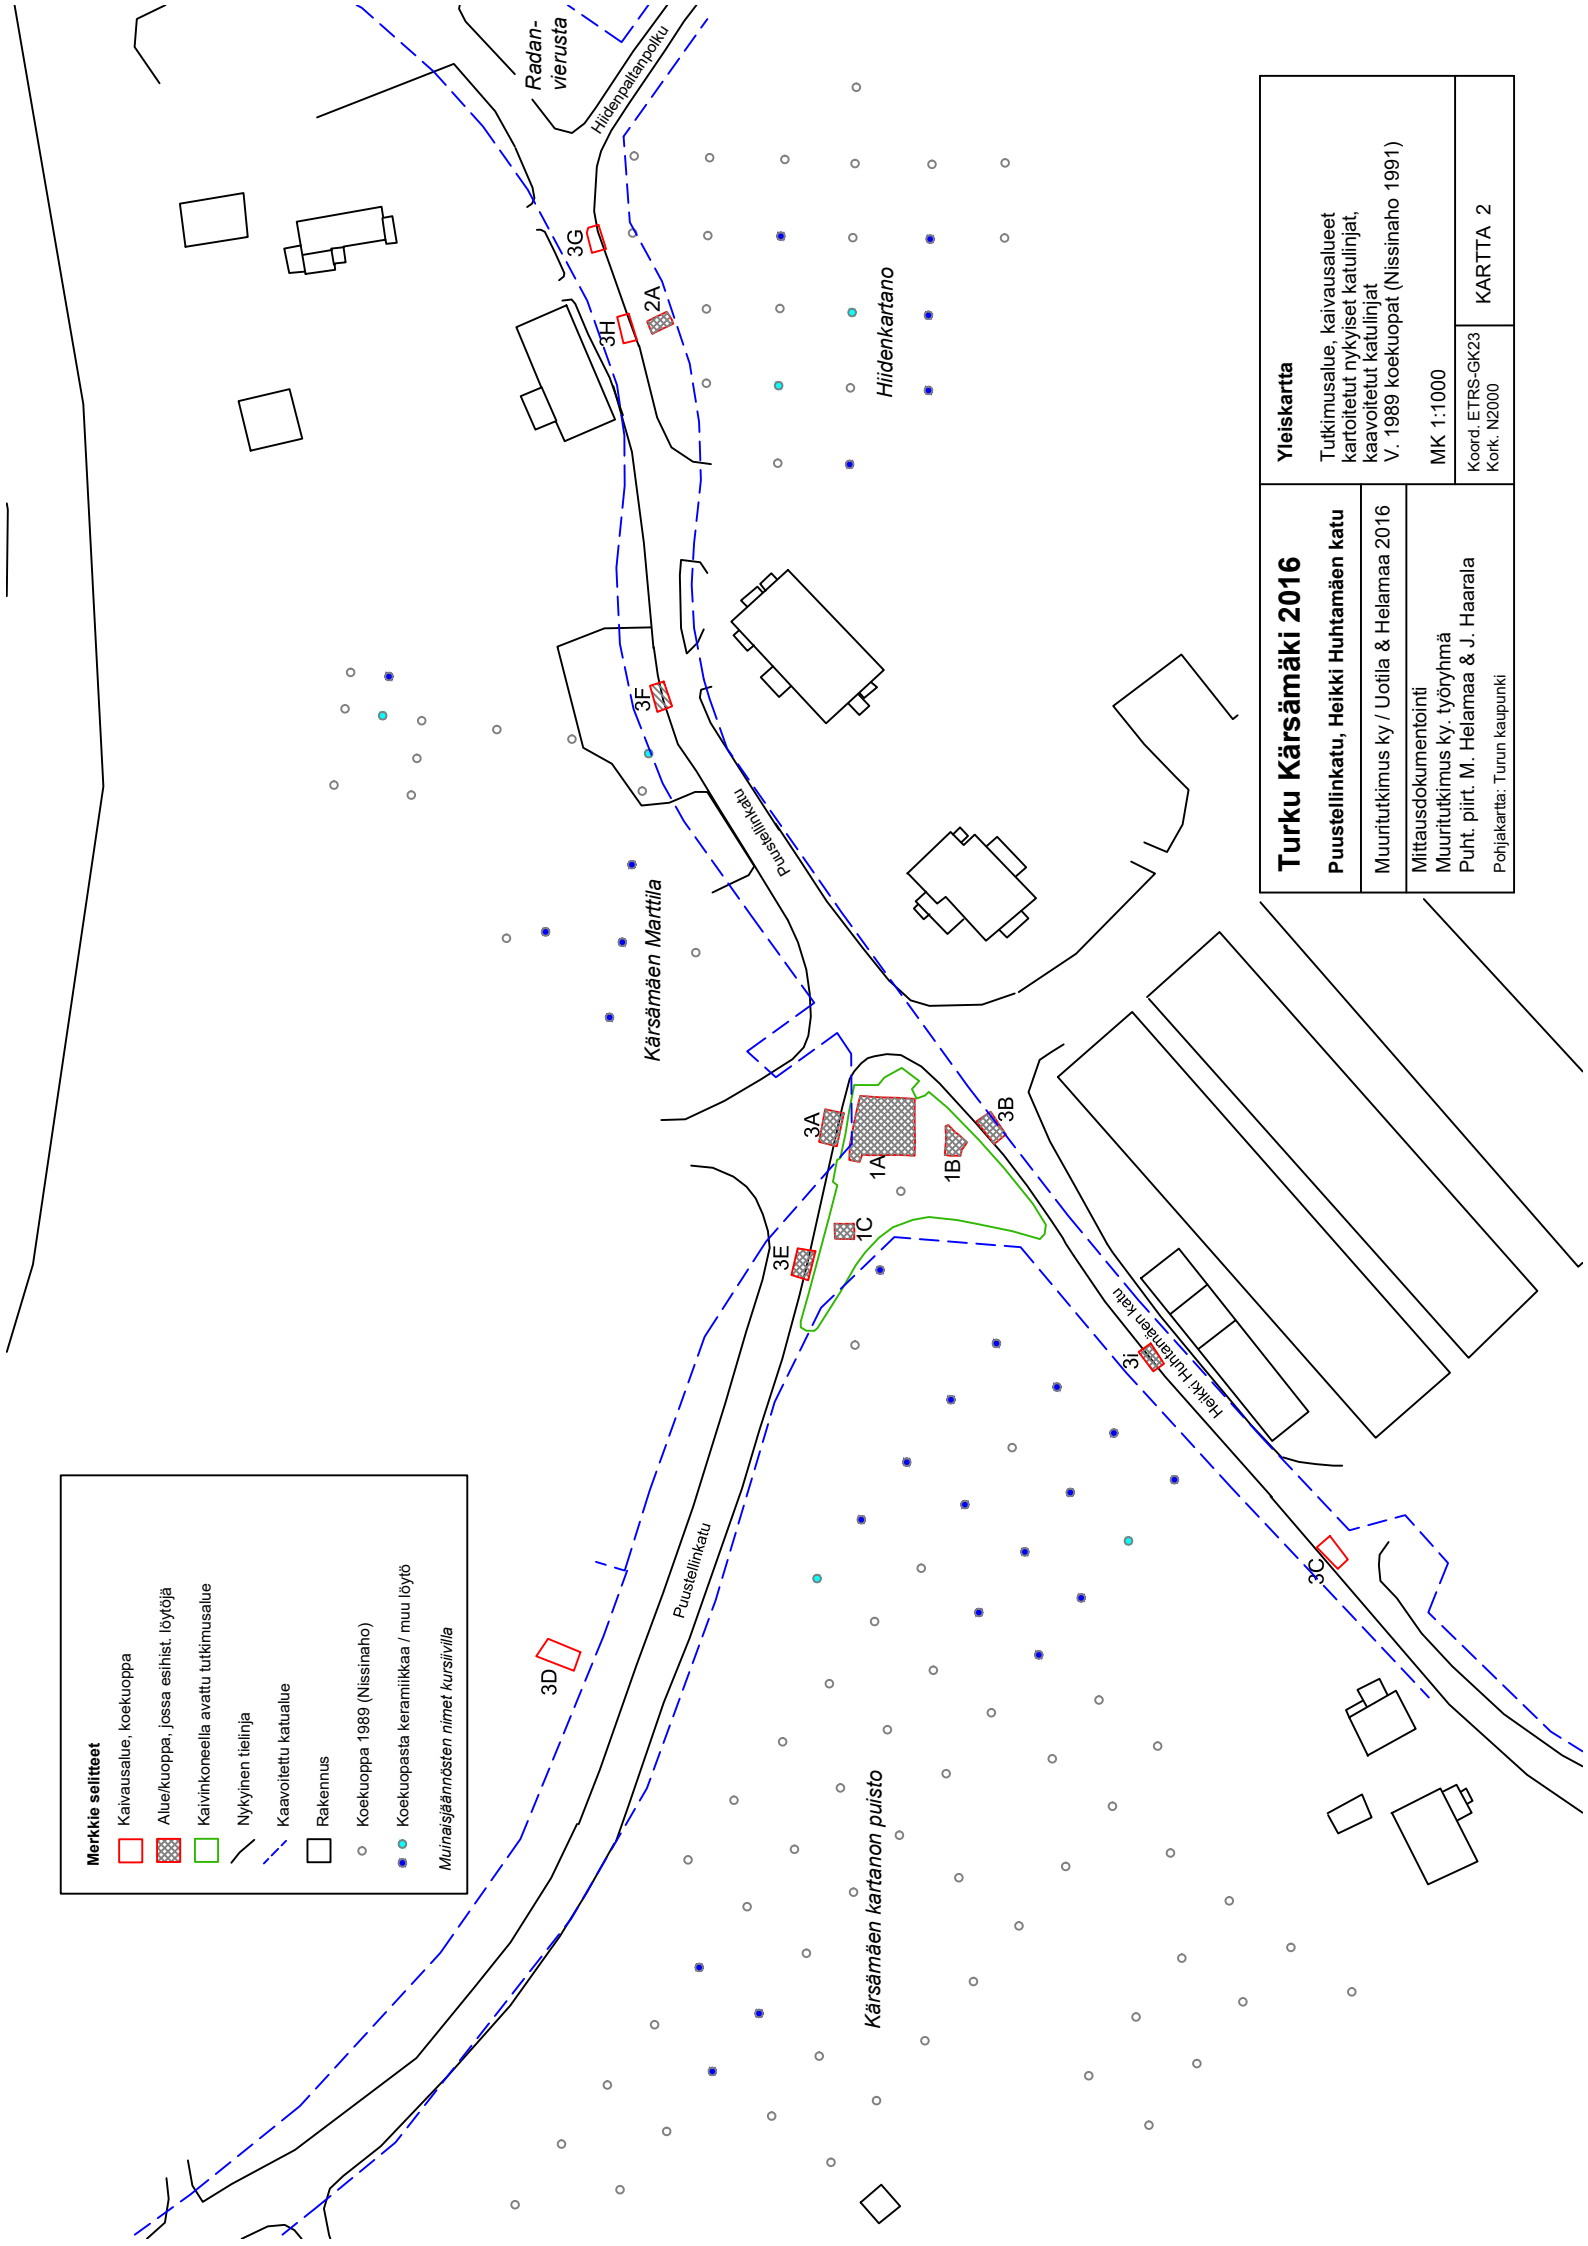 Merkkie selitteet
Kaivausalue, koekuoppa
Alue/kuoppa, jossa esihist. löytöjä
Kaivinkoneella avattu tutkimusalue
Nykyinen tielinja
Kaavoitettu katualue
Rakennus
Koekuoppa 1989 (Nissinaho)
Koekuopasta keramiikkaa / muu löytö
Muinaisjäännösten nimet kursiivilla
Radan-
vierusta
Hiidenpaltanpolku
3G
3H
2A
Hiidenkartano
3F
Puustellinkatu
Kärsämäen Marttila
3A
3B
1A
1B
1C
3E
3i
Heikki Huhtamäen katu
3C
3D
Puustellinkatu
Kärsämäen kartanon puisto
Turku Kärsämäki 2016
Puustellinkatu, Heikki Huhtamäen katu
Muuritutkimus ky / Uotila & Helamaa 2016
Mittausdokumentointi
Muuritutkimus ky. työryhmä
Puht. piirt. M. Helamaa & J. Haarala
Pohjakartta: Turun kaupunki
Yleiskartta
Tutkimusalue, kaivausalueet
kartoitetut nykyiset katulinjat,
kaavoitetut katulinjat
V. 1989 koekuopat (Nissinaho 1991)
MK 1:1000
Koord. ETRS-GK23
Kork. N2000
KARTTA 2